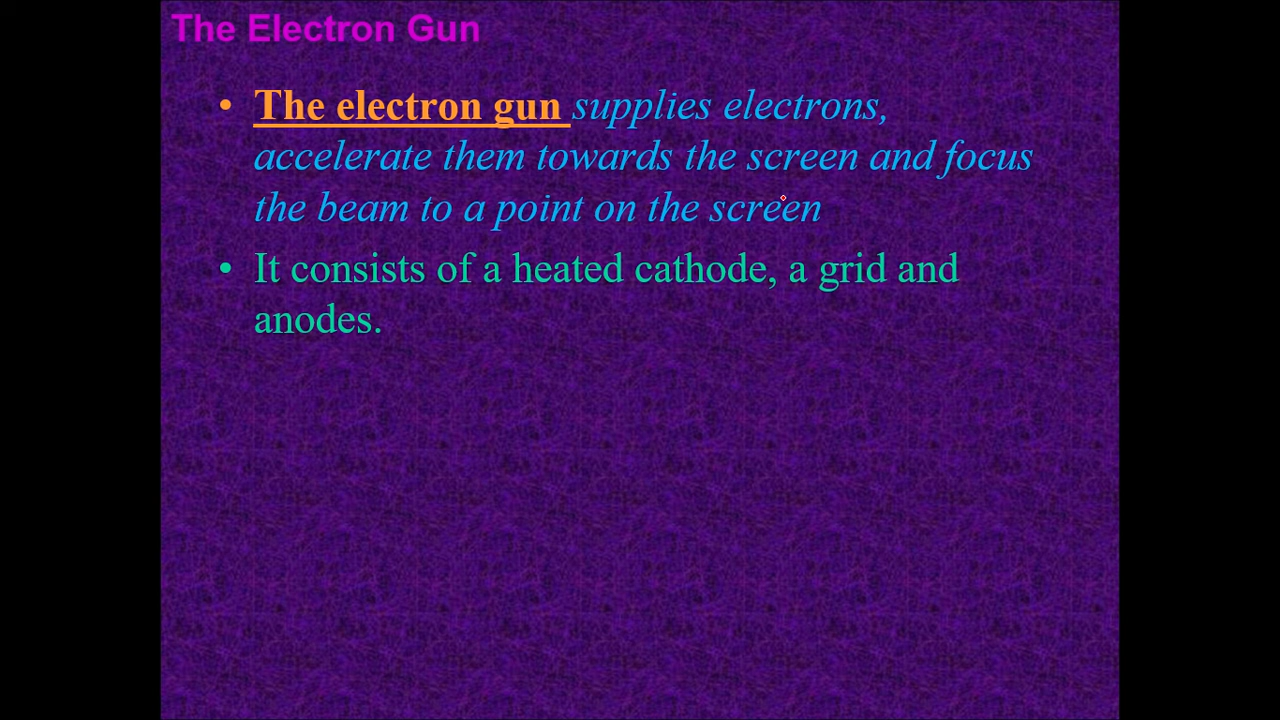 The Electron Gun
• The electron gun supplies electrons,
accelerate them towards the screen and focus
the beam to a point on the screen
• It consists of a heated cathode, a grid and
anodes.